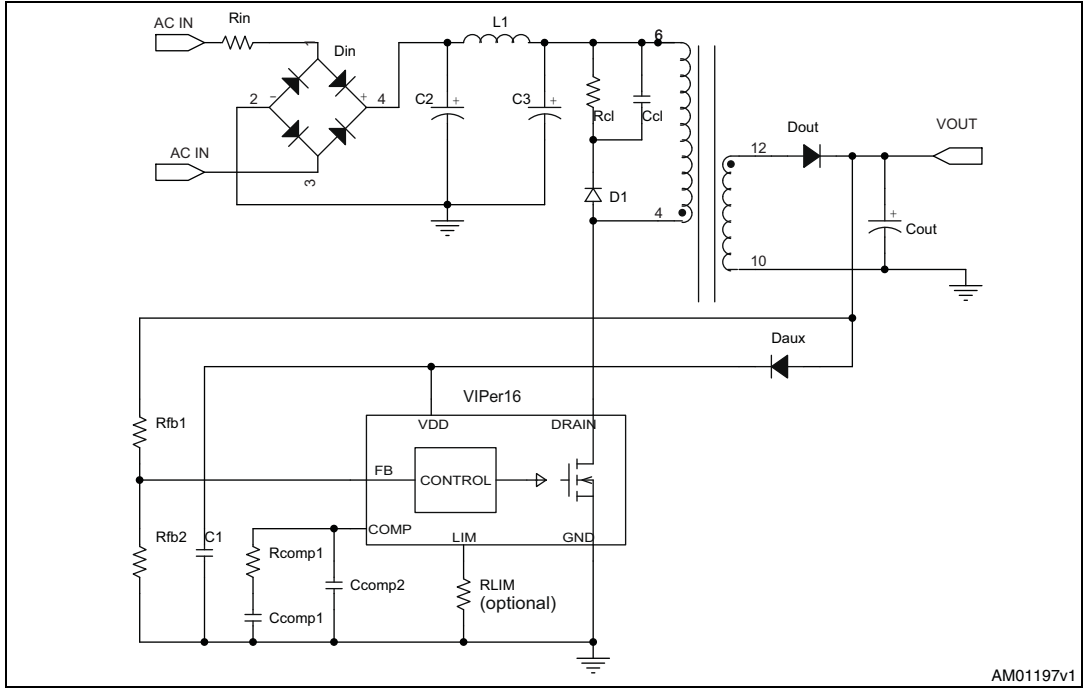 AC IN
Rin
L1
1
Din
6
2
-
+
4
C2
+
C3
+
Rcl
Ccl
Dout
VOUT
12
AC IN
3
D1
4
+
Cout
10
Daux
VIPer16
Rfb1
VDD
DRAIN
FB
CONTROL
Rfb2
C1
COMP
LIM
GND
Rcomp1
Ccomp2
RLIM
(optional)
Ccomp1
AM01197v1